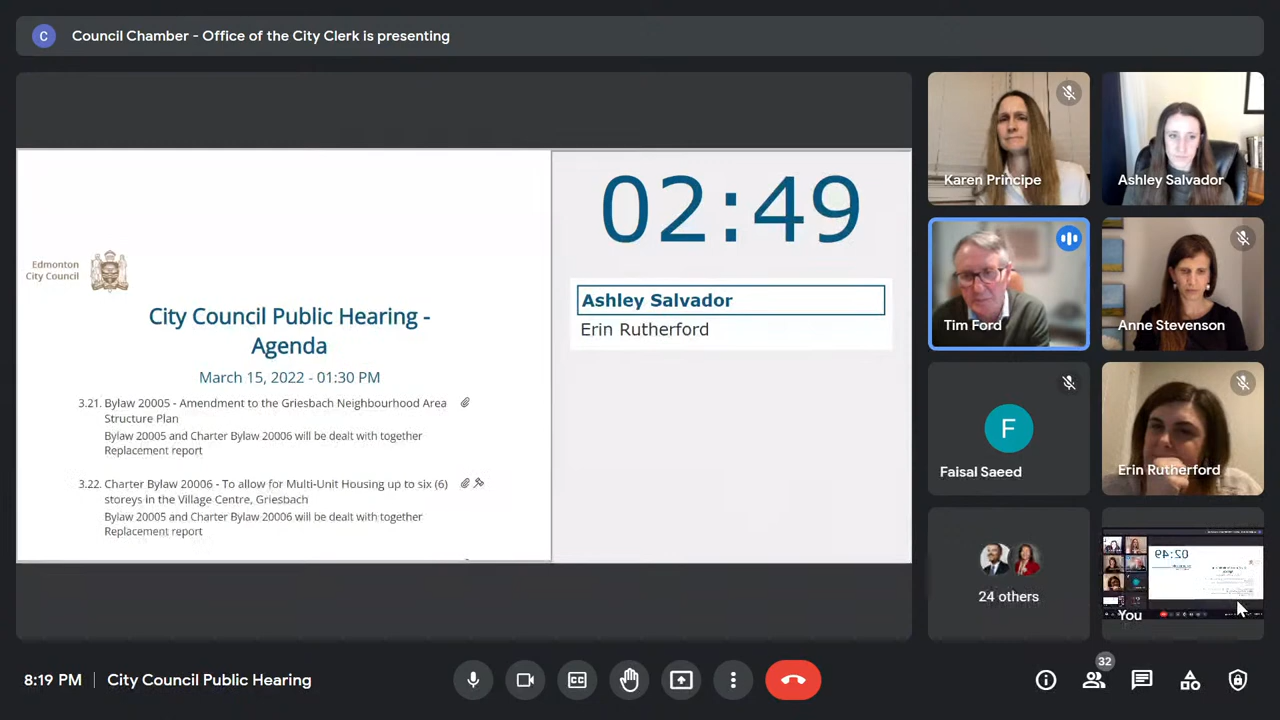 C
Council Chamber - Office of the City Clerk is presenting
Edmonton
City Council
City Council Public Hearing -
Agenda
March 15, 2022 - 01:30 PM
3.21. Bylaw 20005 - Amendment to the Griesbach Neighbourhood Area
Structure Plan
Bylaw 20005 and Charter Bylaw 20006 will be dealt with together
Replacement report
3.22. Charter Bylaw 20006 - To allow for Multi-Unit Housing up to six (6)
storeys in the Village Centre, Griesbach
Bylaw 20005 and Charter Bylaw 20006 will be dealt with together
Replacement report
02:49
Ashley Salvador
Erin Rutherford
Karen Principe
Ashley Salvador
Tim Ford
Anne Stevenson
F
Faisal Saeed
Erin Rutherford
24 others
02:49
You
8:19 PM | City Council Public Hearing
32